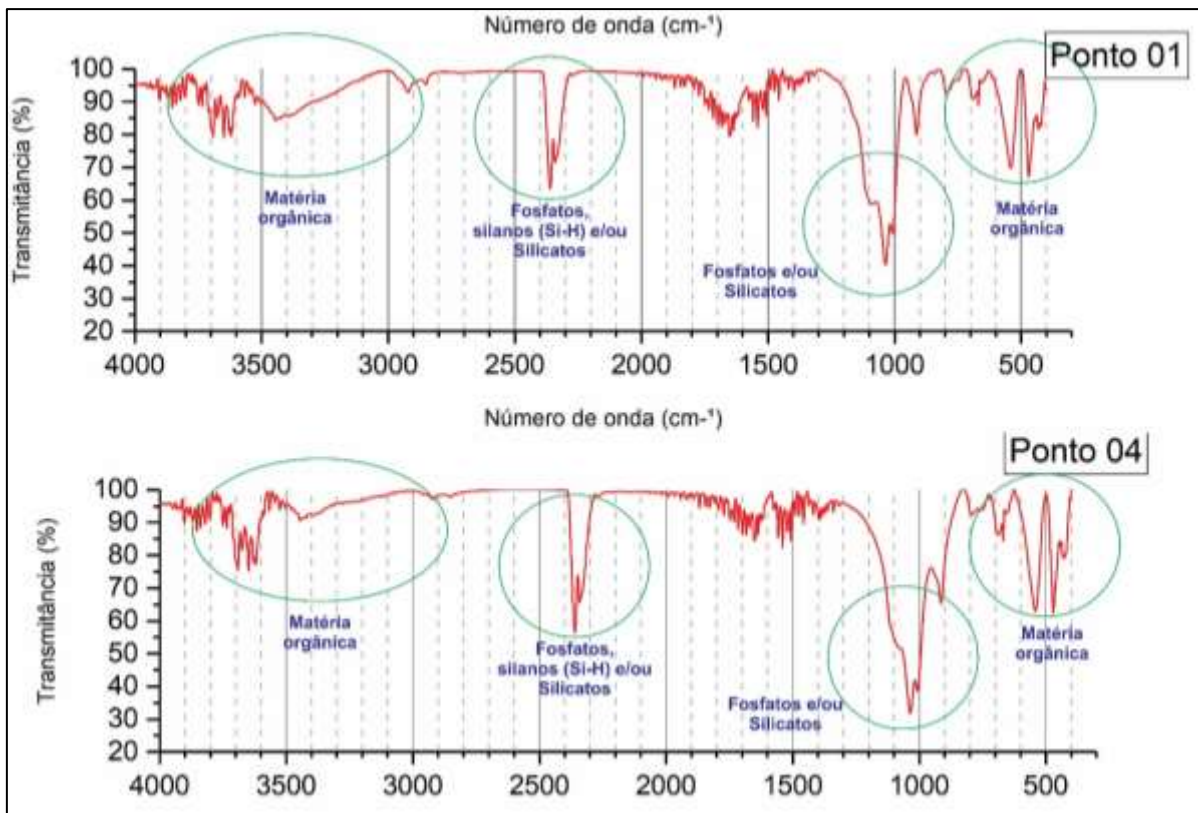 Número de onda (cm-¹)
Ponto 01
Transmitância (%)
100
90
80
70
60
50
40
30
20
Matéria
orgânica
Fosfatos,
silanos (Si-H) e/ou
Silicatos
Fosfatos e/ou
Silicatos
Matéria
orgânica
4000 3500 3000 2500 2000 1500 1000 500
Número de onda (cm-¹)
Ponto 04
Transmitância (%)
100
90
80
70
60
50
40
30
20
Matéria
orgânica
Fosfatos,
silanos (Si-H) e/ou
Silicatos
Fosfatos e/ou
Silicatos
Matéria
orgânica
4000 3500 3000 2500 2000 1500 1000 500